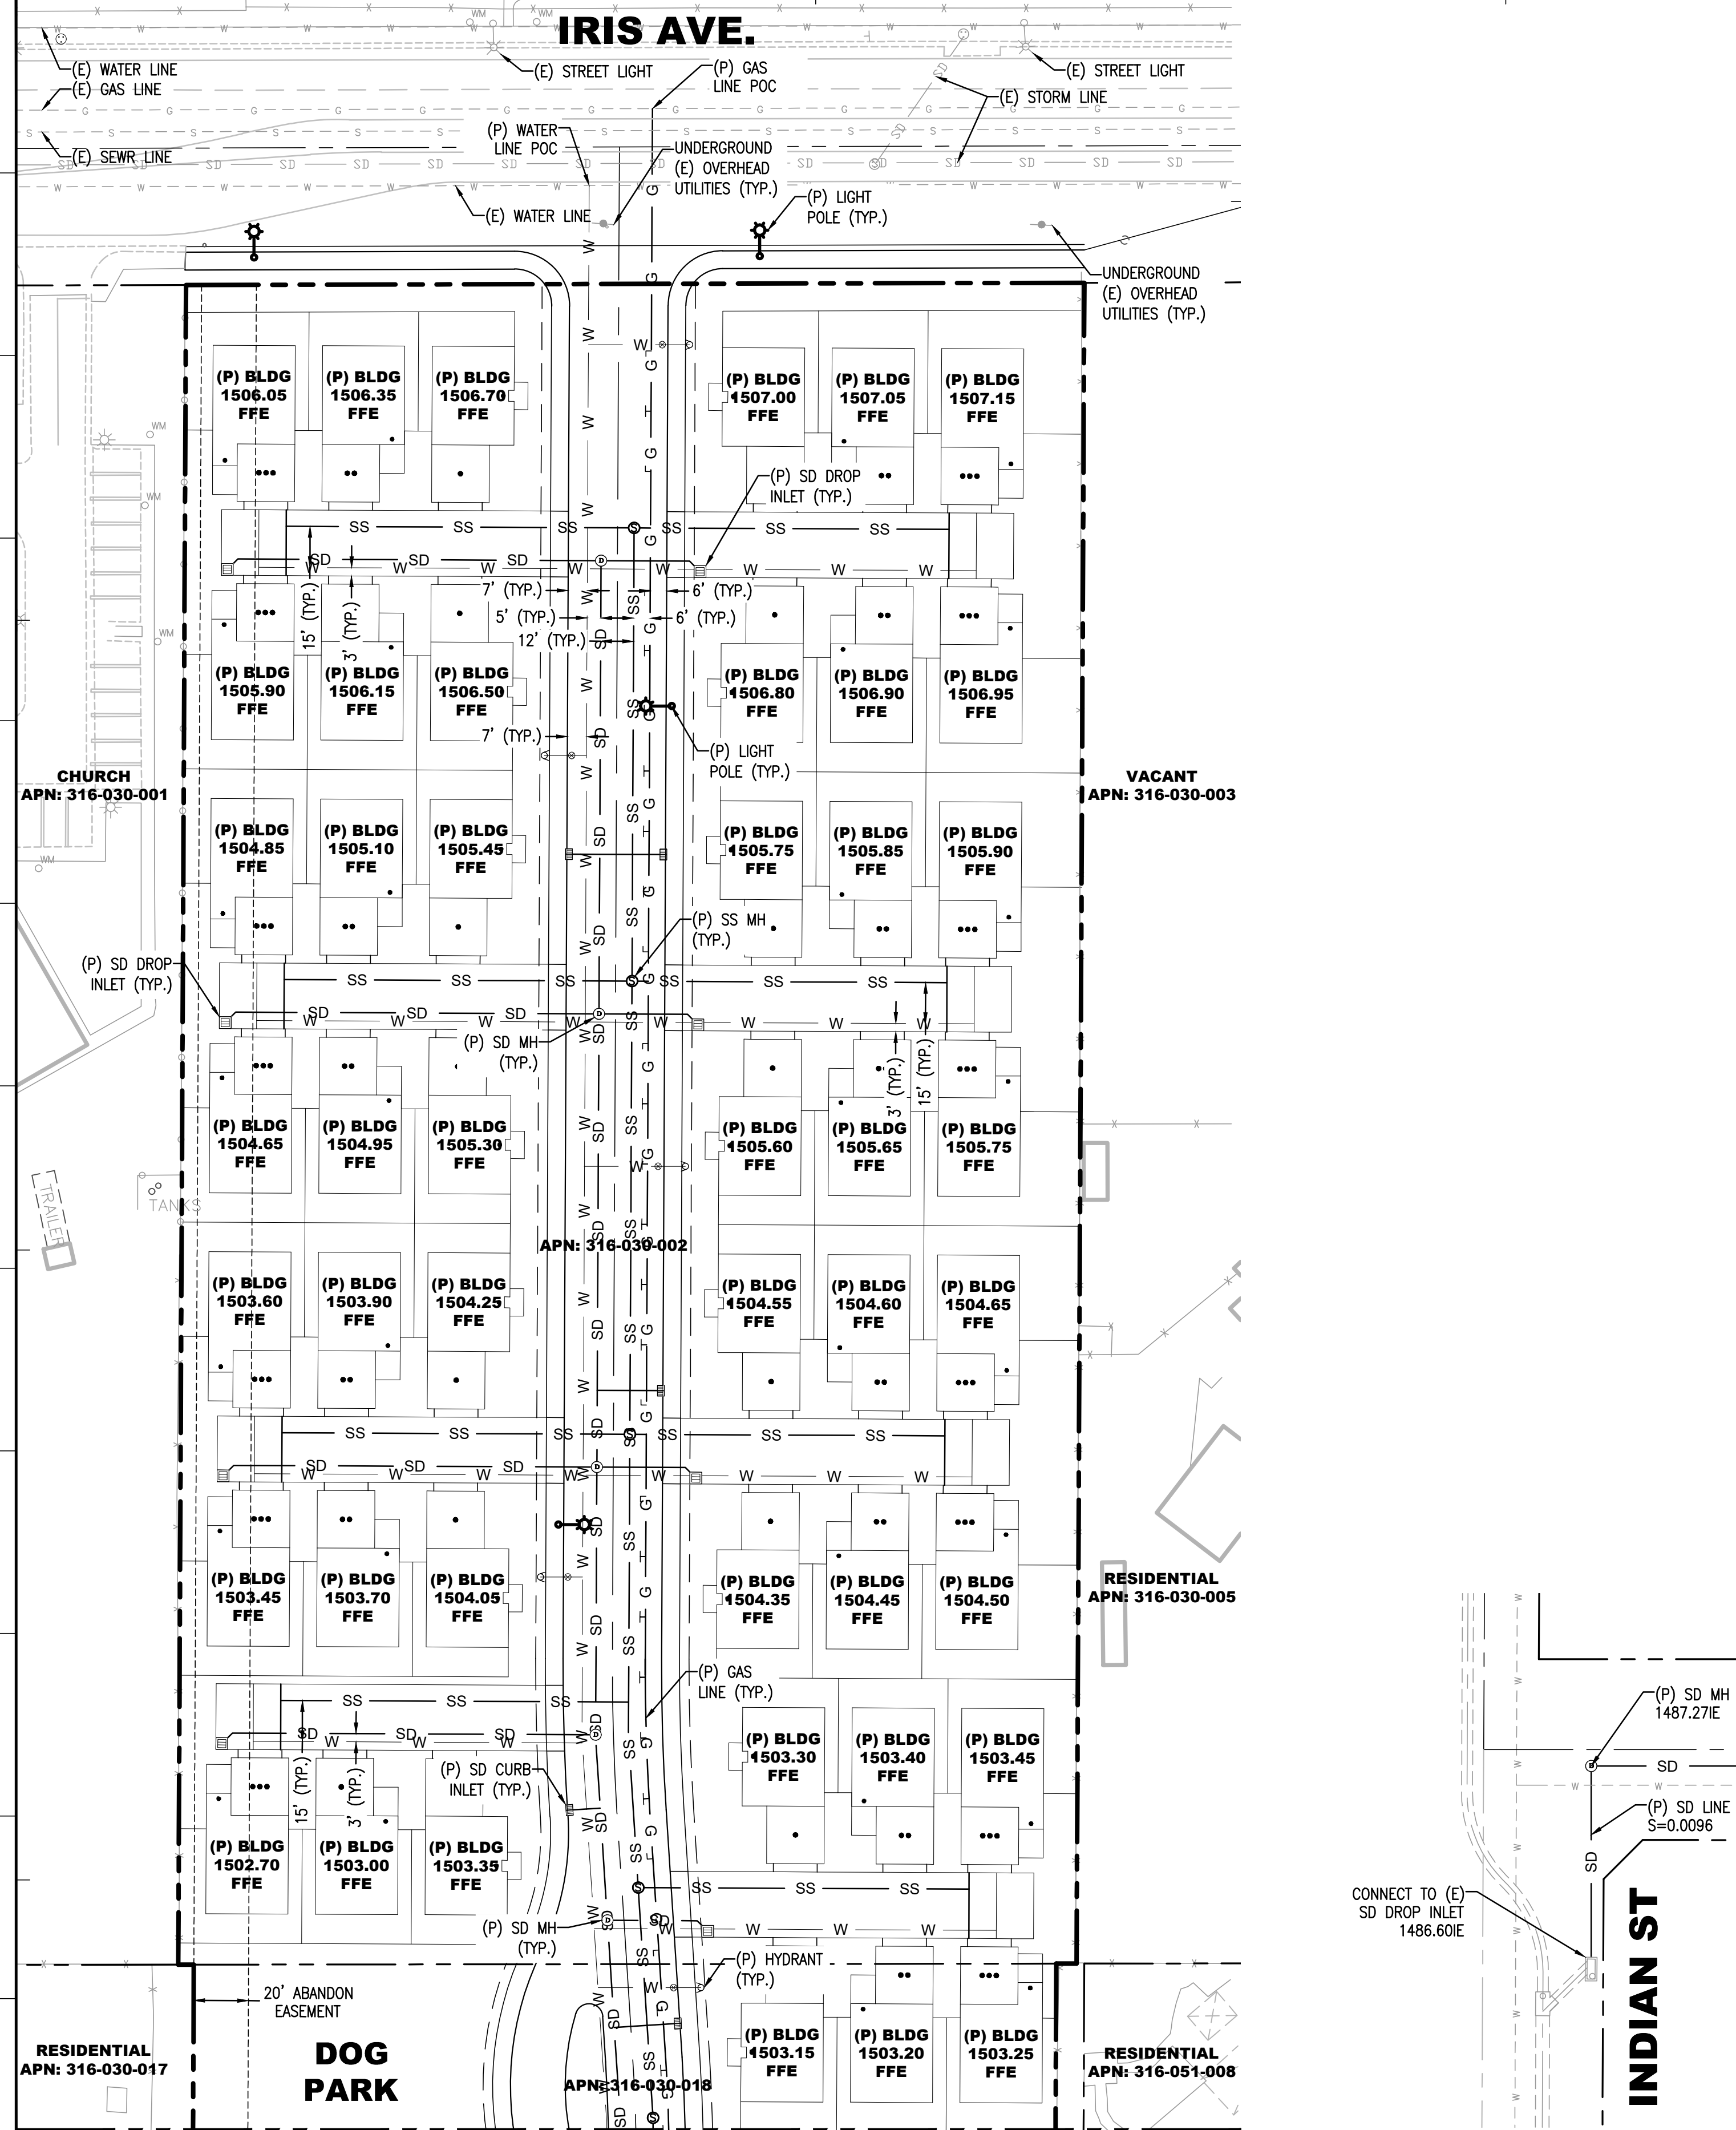 IRIS AVE.
(E) WATER LINE
(E) GAS LINE
(E) SEWR LINE
(E) STREET LIGHT
(P) GAS
LINE POC
(E) STREET LIGHT
(E) STORM LINE
(P) WATER
LINE POC
UNDERGROUND
(E) OVERHEAD
UTILITIES (TYP.)
(E) WATER LINE
(P) LIGHT
POLE (TYP.)
UNDERGROUND
(E) OVERHEAD
UTILITIES (TYP.)
(P) BLDG
1506.05
FFE
(P) BLDG
1506.35
FFE
(P) BLDG
1506.70
FFE
(P) BLDG
1507.00
FFE
(P) BLDG
1507.05
FFE
(P) BLDG
1507.15
FFE
(P) SD DROP
INLET (TYP.)
7' (TYP.)
6' (TYP.)
5' (TYP.)
6' (TYP.)
12' (TYP.)
15' (TYP.)
3' (TYP.)
(P) BLDG
1505.90
FFE
(P) BLDG
1506.15
FFE
(P) BLDG
1506.50
FFE
(P) BLDG
1506.80
FFE
(P) BLDG
1506.90
FFE
(P) BLDG
1506.95
FFE
7' (TYP.)
(P) LIGHT
POLE (TYP.)
CHURCH
APN: 316-030-001
VACANT
APN: 316-030-003
(P) BLDG
1504.85
FFE
(P) BLDG
1505.10
FFE
(P) BLDG
1505.45
FFE
(P) BLDG
1505.75
FFE
(P) BLDG
1505.85
FFE
(P) BLDG
1505.90
FFE
(P) SS MH
(TYP.)
(P) SD DROP
INLET (TYP.)
(P) SD MH
(TYP.)
3' (TYP.)
15' (TYP.)
(P) BLDG
1504.65
FFE
(P) BLDG
1504.95
FFE
(P) BLDG
1505.30
FFE
(P) BLDG
1505.60
FFE
(P) BLDG
1505.65
FFE
(P) BLDG
1505.75
FFE
TRAILER
TANKS
APN: 316-030-002
(P) BLDG
1503.60
FFE
(P) BLDG
1503.90
FFE
(P) BLDG
1504.25
FFE
(P) BLDG
1504.55
FFE
(P) BLDG
1504.60
FFE
(P) BLDG
1504.65
FFE
(P) BLDG
1503.45
FFE
(P) BLDG
1503.70
FFE
(P) BLDG
1504.05
FFE
(P) BLDG
1504.35
FFE
(P) BLDG
1504.45
FFE
(P) BLDG
1504.50
FFE
RESIDENTIAL
APN: 316-030-005
(P) GAS
LINE (TYP.)
(P) BLDG
1503.30
FFE
(P) BLDG
1503.40
FFE
(P) BLDG
1503.45
FFE
(P) SD CURB
INLET (TYP.)
15' (TYP.)
3' (TYP.)
(P) BLDG
1502.70
FFE
(P) BLDG
1503.00
FFE
(P) BLDG
1503.35
FFE
(P) SD MH
(TYP.)
(P) HYDRANT
(TYP.)
20' ABANDON
EASEMENT
DOG
PARK
RESIDENTIAL
APN: 316-030-017
APN: 316-030-018
(P) BLDG
1503.15
FFE
(P) BLDG
1503.20
FFE
(P) BLDG
1503.25
FFE
RESIDENTIAL
APN: 316-051-008
(P) SD MH
1487.27IE
SD
(P) SD LINE
S=0.0096
SD
CONNECT TO (E)
SD DROP INLET
1486.60IE
INDIAN ST